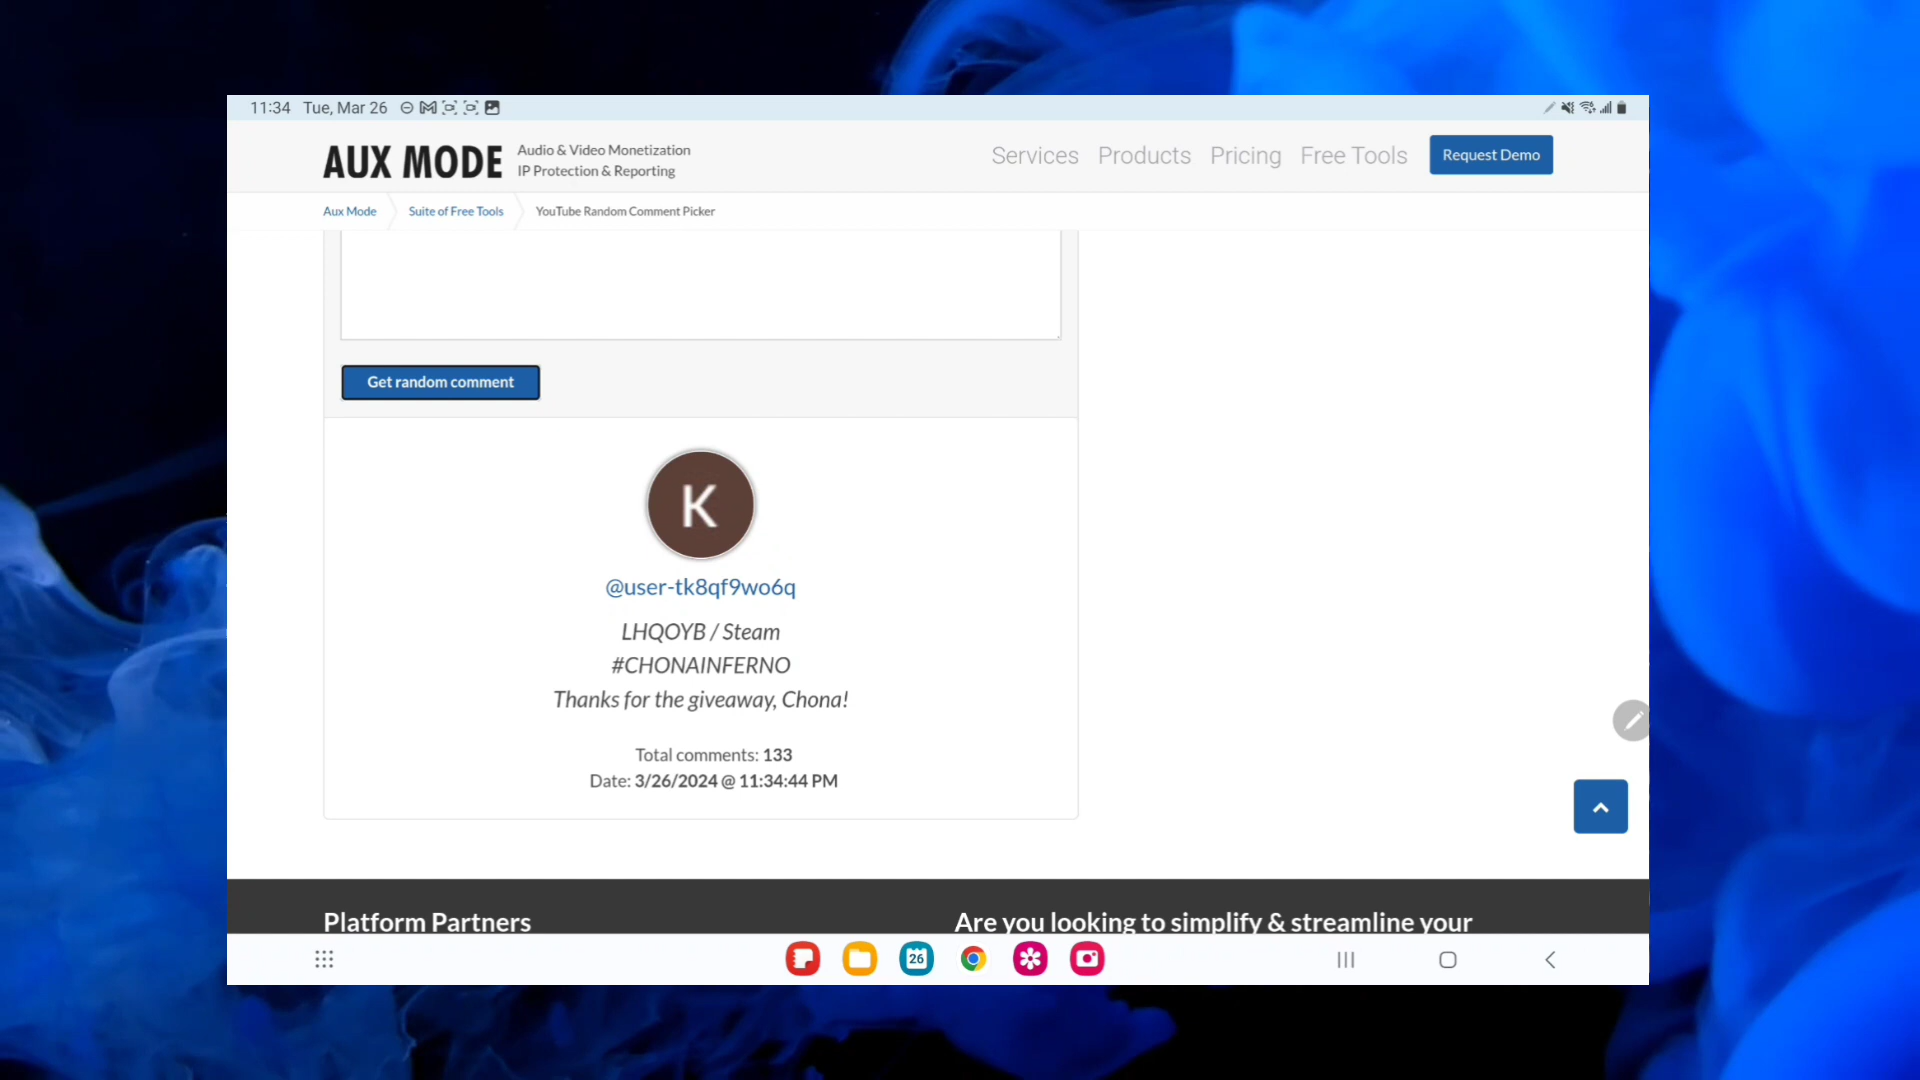 11:34 Tue, Mar 26
AUX MODE
Audio & Video Monetization
IP Protection & Reporting
Services Products Pricing Free Tools Request Demo
Aux Mode Suite of Free Tools YouTube Random Comment Picker
Get random comment
K
@user-tk8qf9wo6q
LHQOYB / Steam
#CHONAINFERNO
Thanks for the giveaway, Chona!
Total comments: 133
Date: 3/26/2024 @ 11:34:44 PM
Platform Partners
Are you looking to simplify & streamline your
26